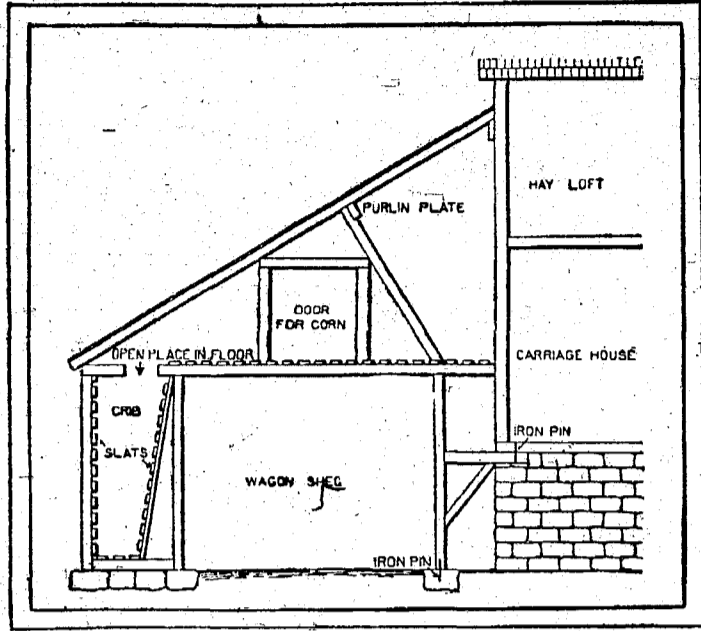 HAY LOFT
PURLIN PLATE
DOOR
FOR CORN
OPEN PLACE IN FLOOR
CARRIAGE HOUSE
CRIB
IRON PIN
SLATS
WAGON SHED
IRON PIN